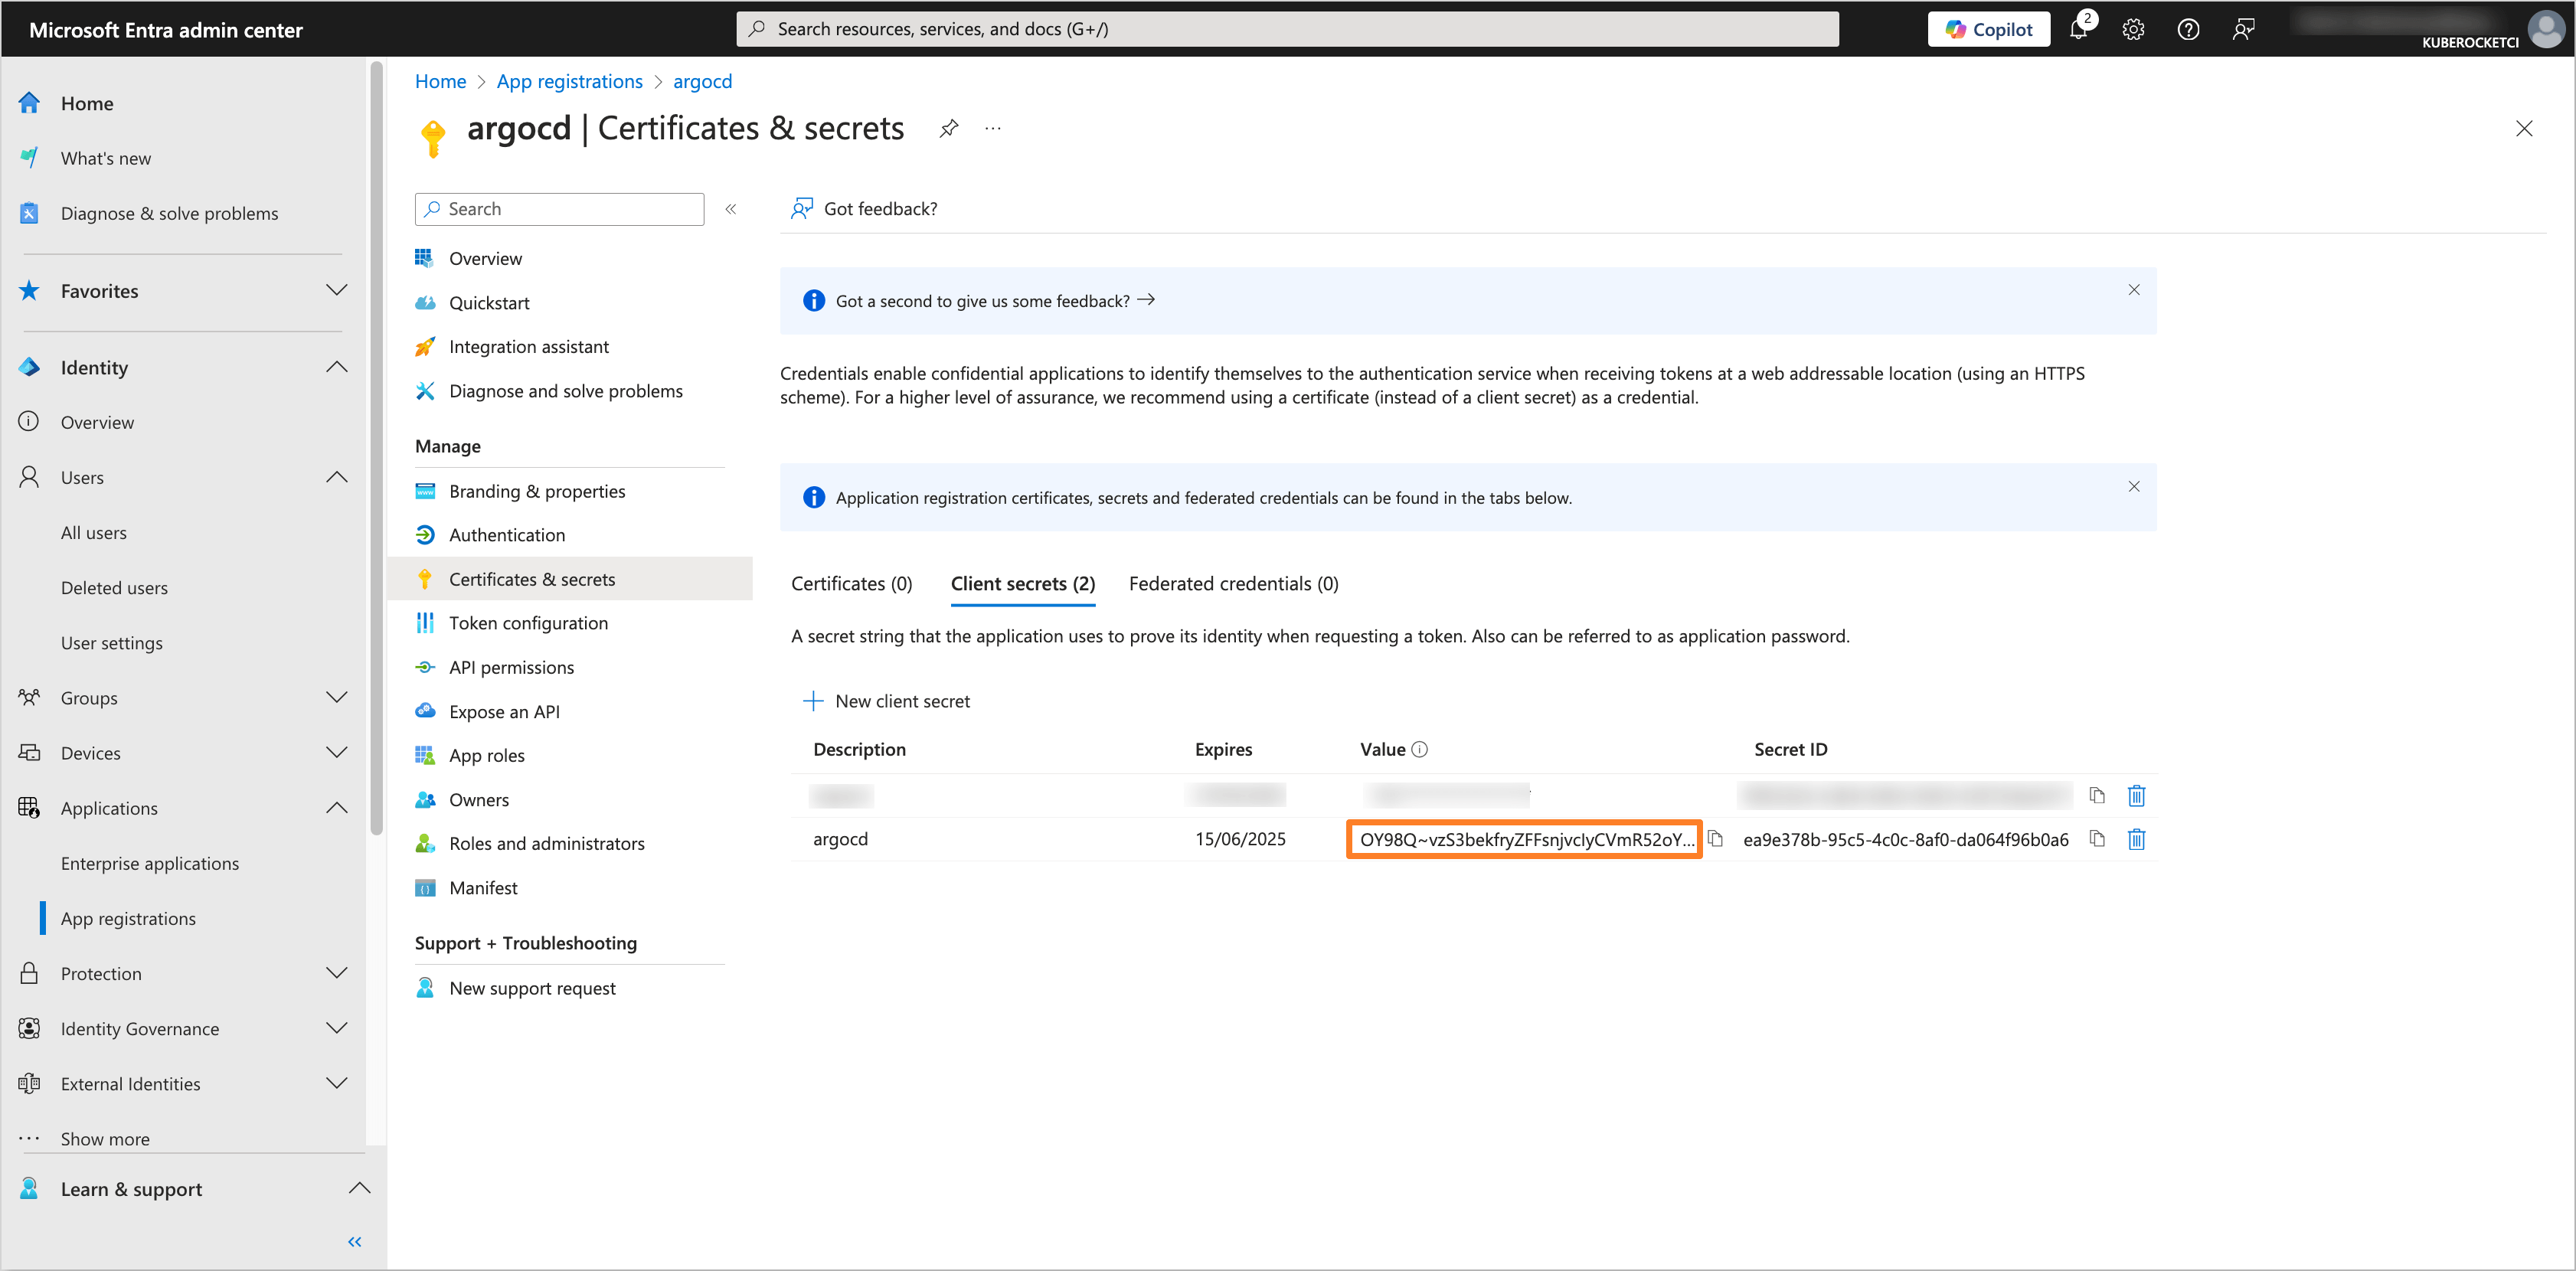 Microsoft Entra admin center
Search resources, services, and docs (G+/)
Copilot
2
KUBEROCKETCI
Home
What's new
Diagnose & solve problems
Favorites
Identity
Overview
Users
All users
Deleted users
User settings
Groups
Devices
Applications
Enterprise applications
App registrations
Protection
Identity Governance
External Identities
Show more
Learn & support
Home > App registrations > argocd
argocd | Certificates & secrets
Search
Overview
Quickstart
Integration assistant
Diagnose and solve problems
Manage
Branding & properties
Authentication
Certificates & secrets
Token configuration
API permissions
Expose an API
App roles
Owners
Roles and administrators
Manifest
Support + Troubleshooting
New support request
Got feedback?
Got a second to give us some feedback? →
Credentials enable confidential applications to identify themselves to the authentication service when receiving tokens at a web addressable location (using an HTTPS
scheme). For a higher level of assurance, we recommend using a certificate (instead of a client secret) as a credential.
Application registration certificates, secrets and federated credentials can be found in the tabs below.
Certificates (0) Client secrets (2) Federated credentials (0)
A secret string that the application uses to prove its identity when requesting a token. Also can be referred to as application password.
New client secret
Description Expires Value Secret ID
argocd 15/06/2025 OY98Q~vzS3bekfryZFFsnjvcIyCVmR52oY... ea9e378b-95c5-4c0c-8af0-da064f96b0a6